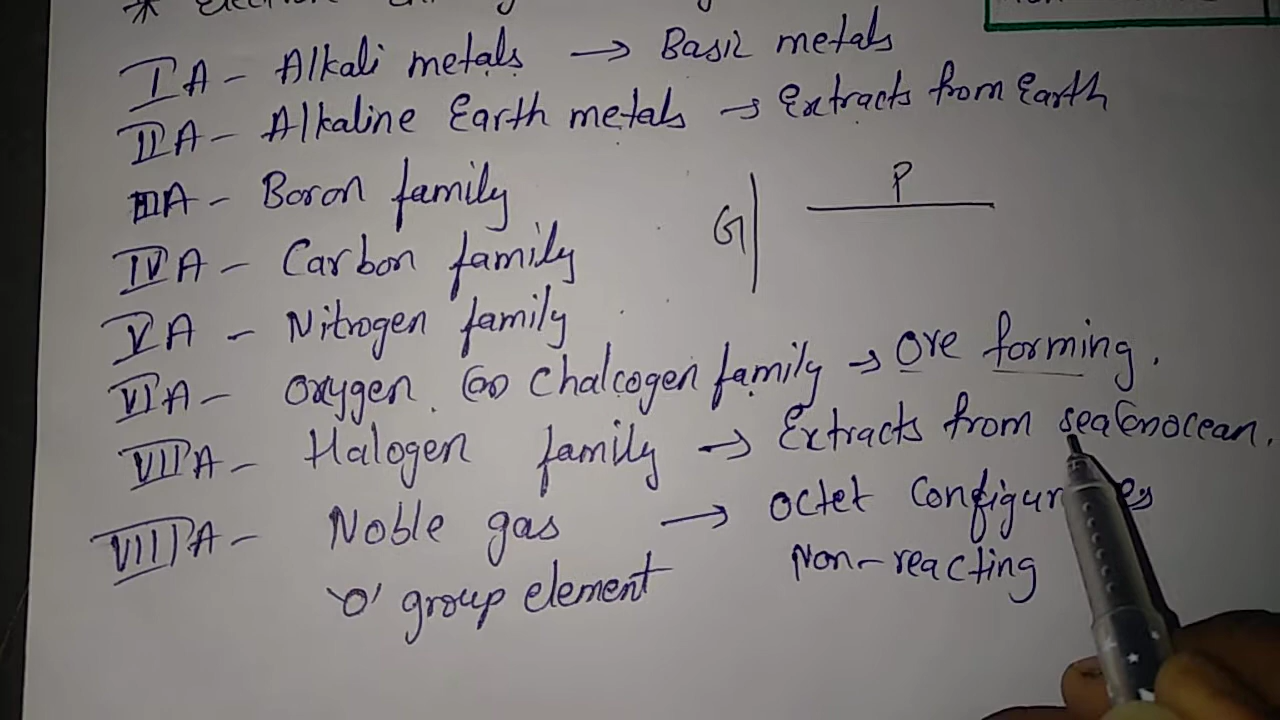 IA - Alkali metals → Basic metals
IIA - Alkaline Earth metals → Extracts from Earth
IIIA - Boron family
P
G
IVA - Carbon family
VA - Nitrogen family
VIA - Oxygen (or) Chalcogen family → Ore forming.
VIIA - Halogen family → Extracts from sea (or) ocean.
VIIIA - Noble gas → Octet
'O' group element Non-reacting